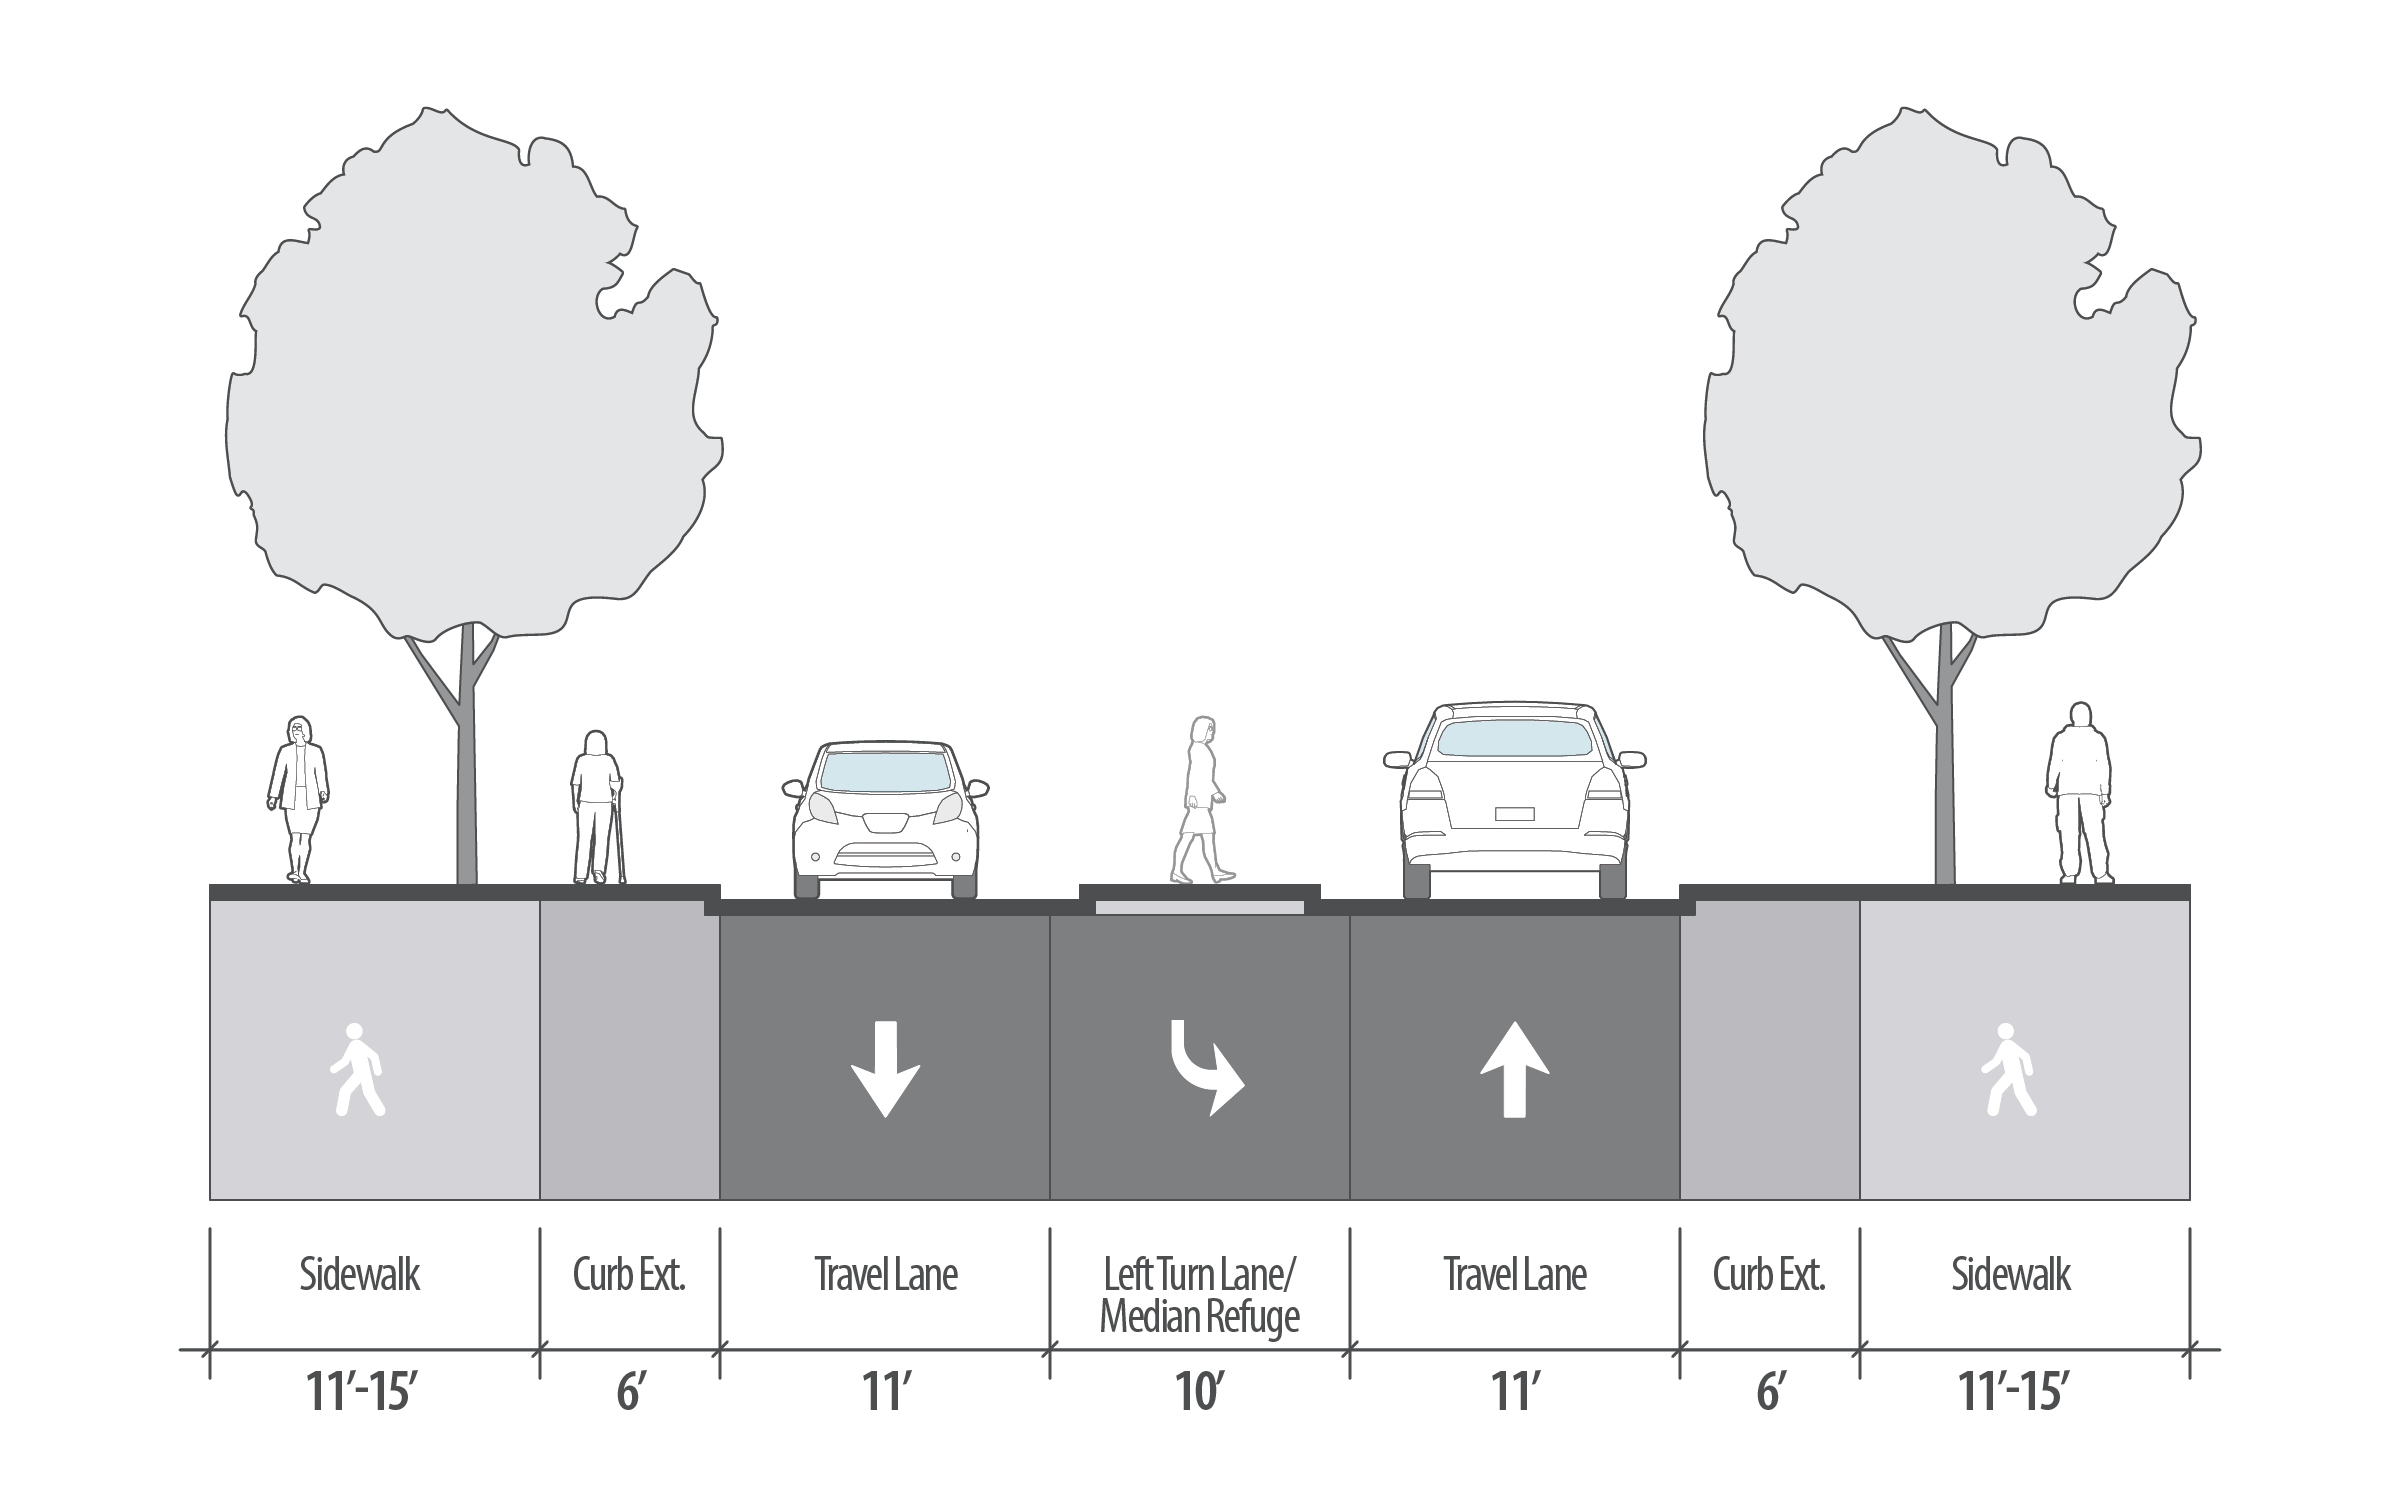 Sidewalk
Curb Ext.
Travel Lane
Left Turn Lane/
Median Refuge
Travel Lane
Curb Ext.
Sidewalk
11’-15’
6’
11’
10’
11’
6’
11’-15’